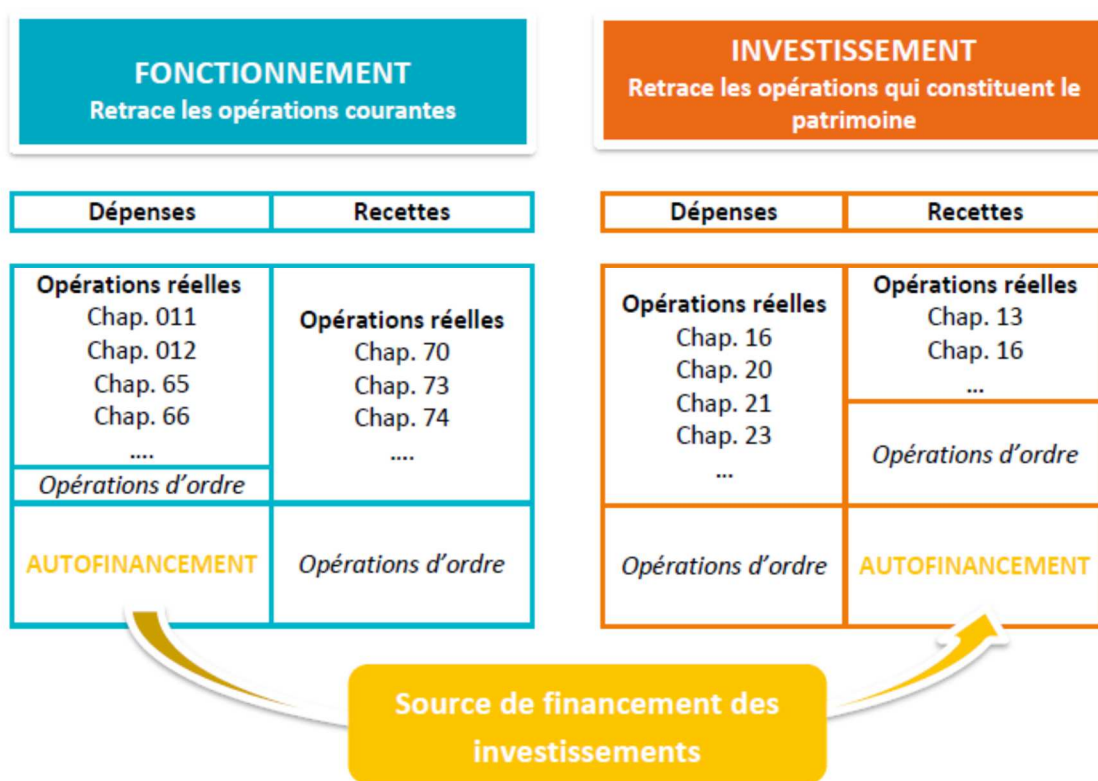 FONCTIONNEMENT
Retrace les opérations courantes
INVESTISSEMENT
Retrace les opérations qui constituent le
patrimoine
Dépenses
Recettes
Opérations réelles
Chap. 011
Chap. 012
Chap. 65
Chap. 66
....
Opérations d'ordre
AUTOFINANCEMENT
Opérations réelles
Chap. 70
Chap. 73
Chap. 74
....
Opérations d'ordre
Dépenses
Recettes
Opérations réelles
Chap. 16
Chap. 20
Chap. 21
Chap. 23
...
Opérations d'ordre
Opérations réelles
Chap. 13
Chap. 16
...
Opérations d'ordre
AUTOFINANCEMENT
Source de financement des
investissements